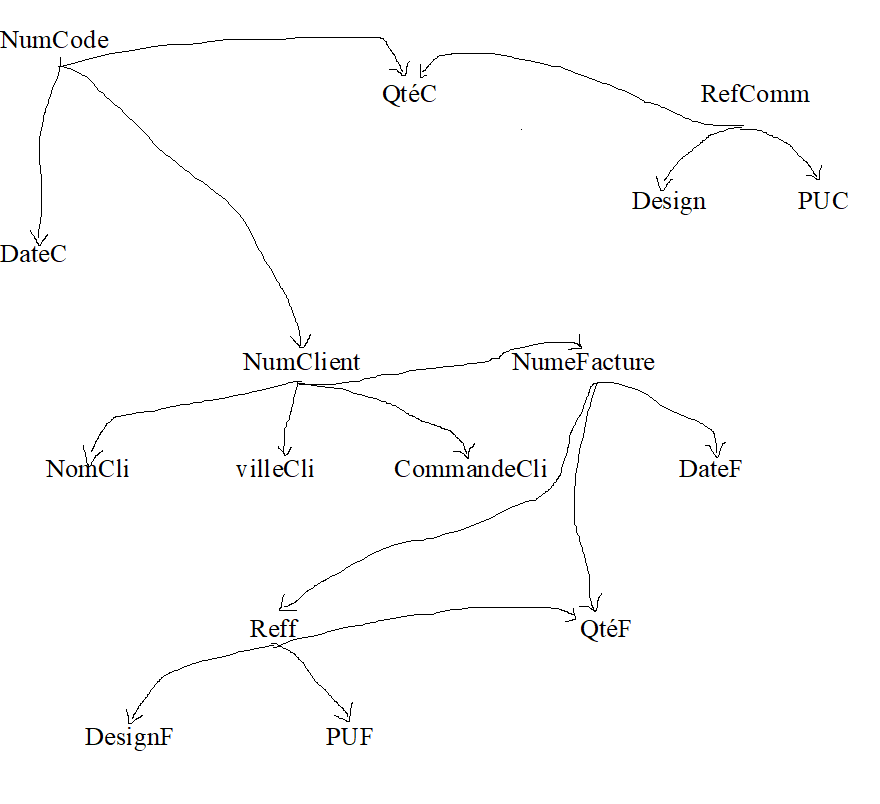 NumCode
QtéC
RefComm
Design
PUC
DateC
NumClient
NumeFacture
NomCli
villeCli
CommandeCli
DateF
Reff
QtéF
DesignF
PUF